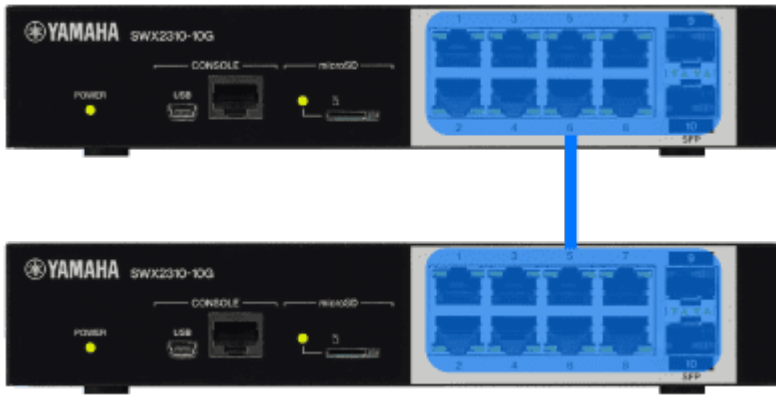 YAMAHA SWX2310-10G
CONSOLE microSD
POWER USB
1 3 5 7 9
2 4 6 8 10
SFP
YAMAHA SWX2310-10G
CONSOLE microSD
POWER USB
1 3 5 7 9
2 4 6 8 10
SFP